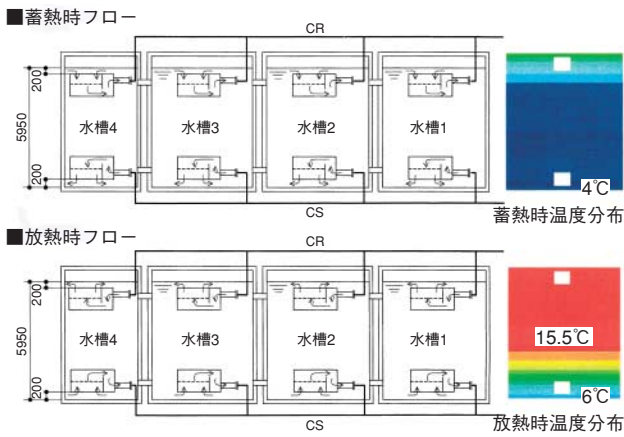 ■蓄熱時フロー
CR
200
5950
200
水槽4
水槽3
水槽2
水槽1
CS
4℃
蓄熱時温度分布
■放熱時フロー
CR
200
5950
200
水槽4
水槽3
水槽2
水槽1
CS
15.5℃
6℃
放熱時温度分布